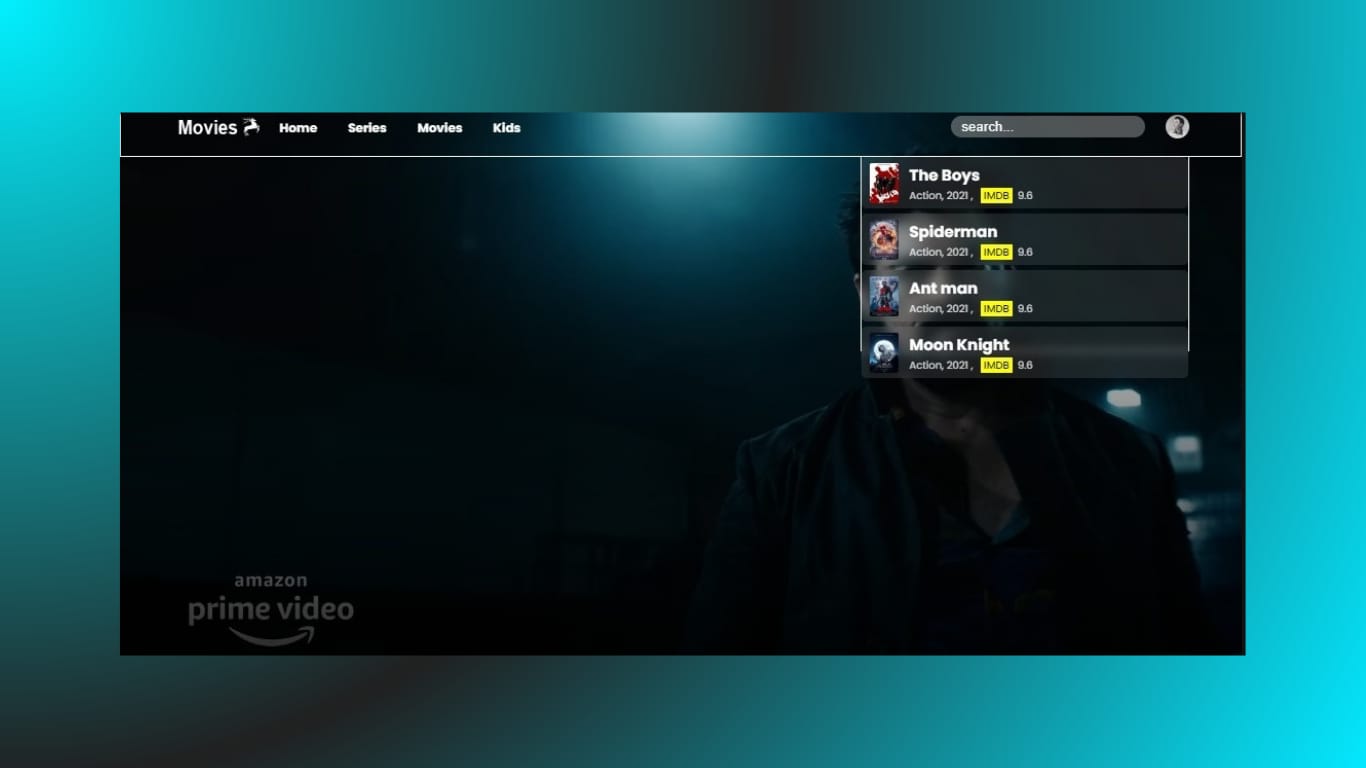 Movies Home Series Movies Kids search...
The Boys
Action, 2021 , IMDB 9.6
Spiderman
Action, 2021 , IMDB 9.6
Ant man
Action, 2021 , IMDB 9.6
Moon Knight
Action, 2021 , IMDB 9.6
amazon
prime video